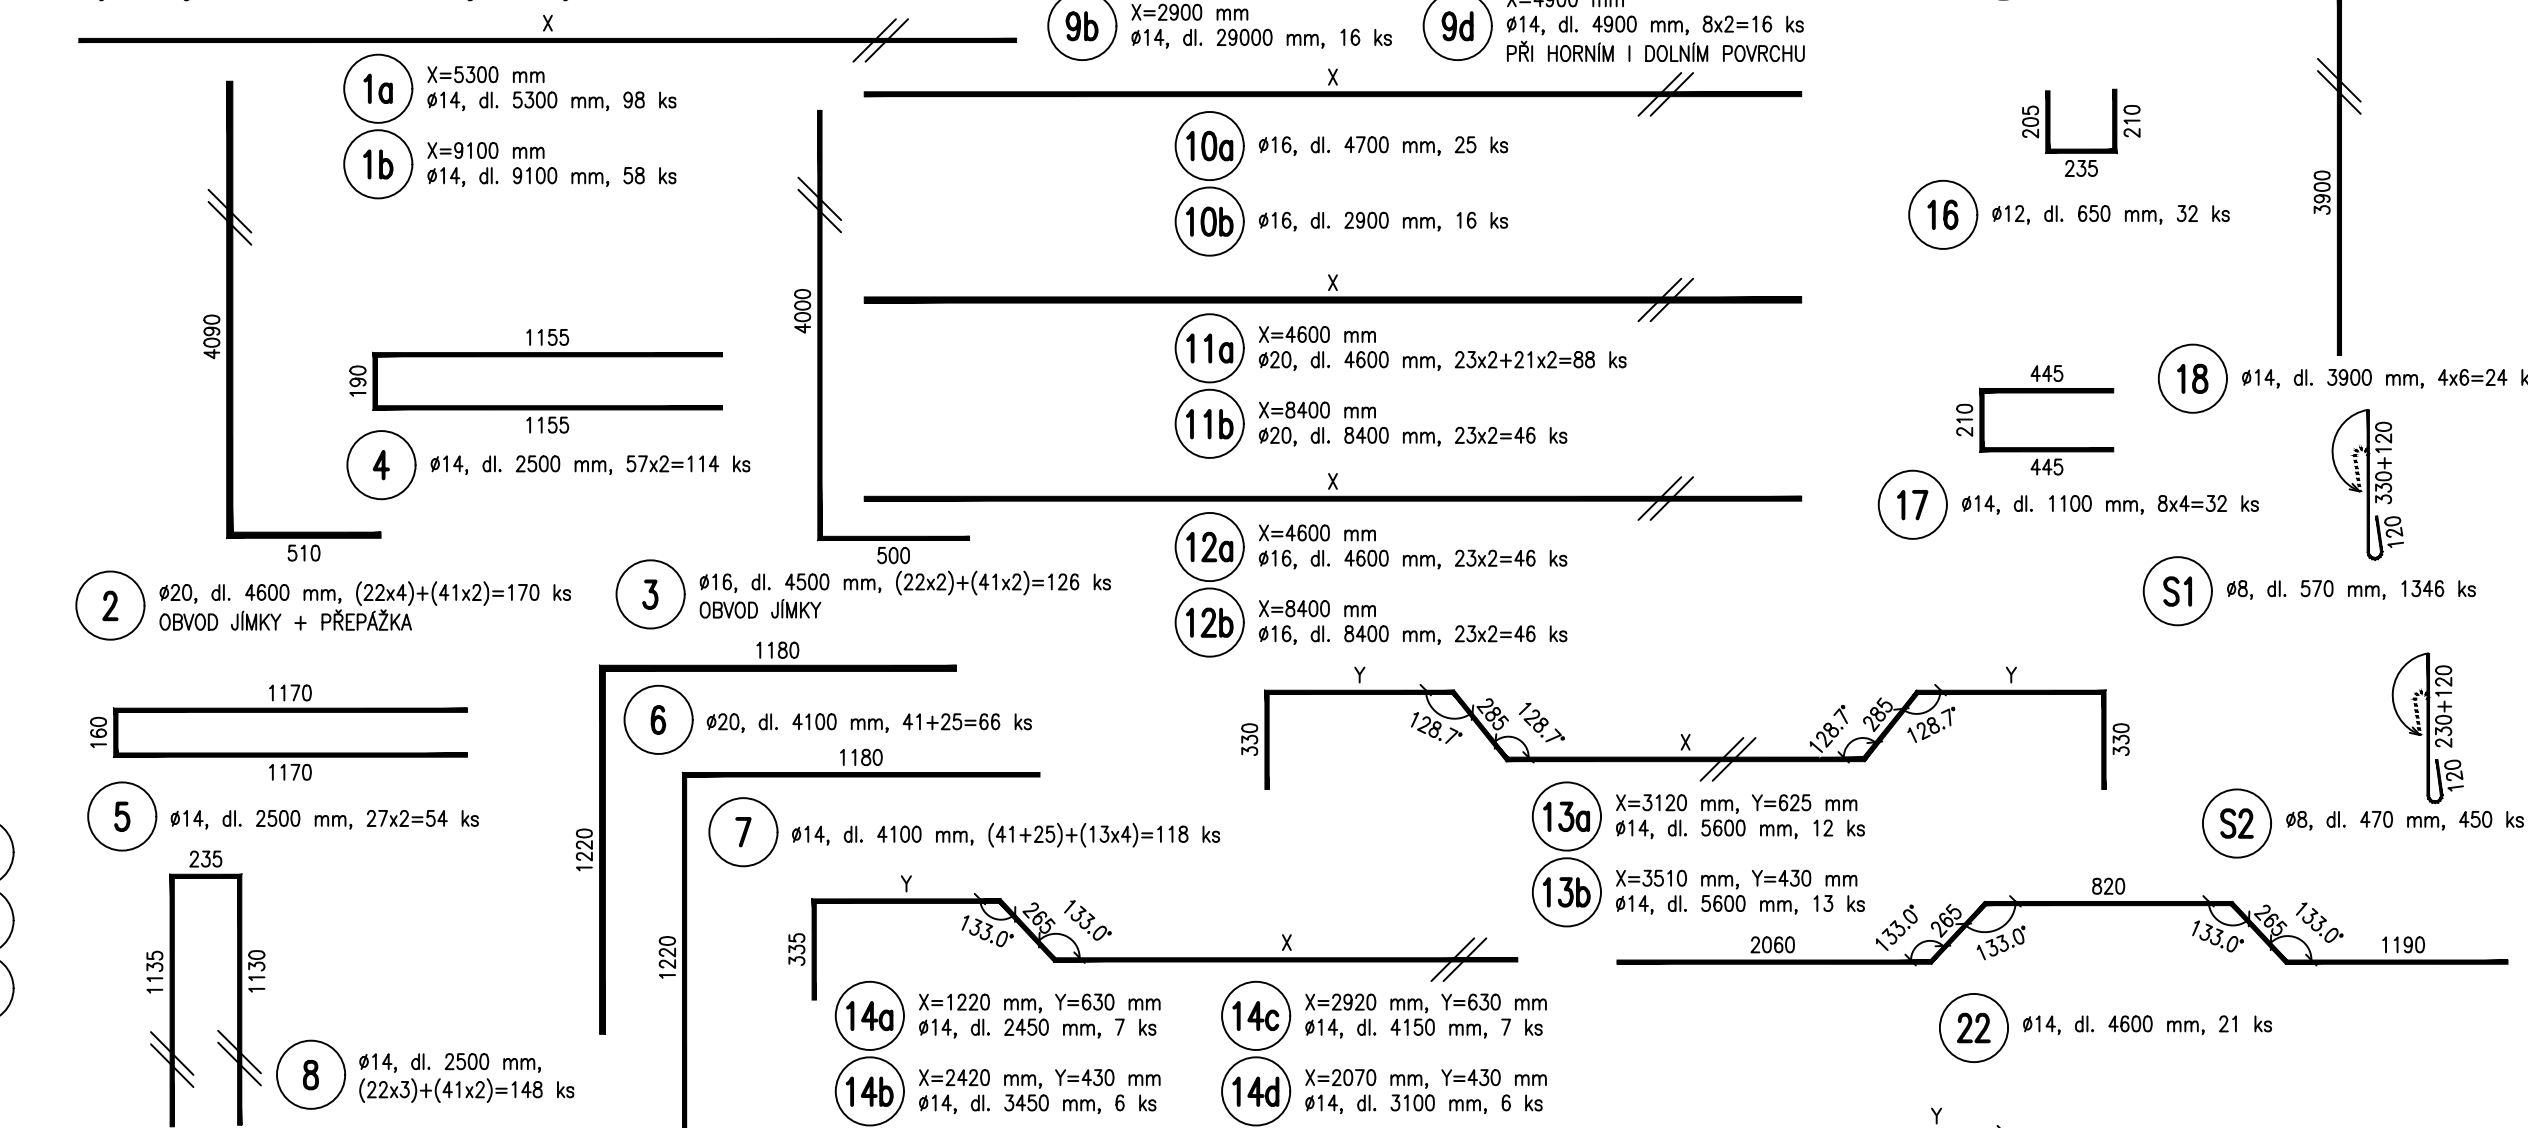 X
1a
X=5300 mm
ø14, dl. 5300 mm, 98 ks
1b
X=9100 mm
ø14, dl. 9100 mm, 58 ks
9b
X=2900 mm
ø14, dl. 29000 mm, 16 ks
9d
X=4900 mm
ø14, dl. 4900 mm, 8x2=16 ks
PŘI HORNÍM I DOLNÍM POVRCHU
X
10a
ø16, dl. 4700 mm, 25 ks
10b
ø16, dl. 2900 mm, 16 ks
X
11a
X=4600 mm
ø20, dl. 4600 mm, 23x2+21x2=88 ks
11b
X=8400 mm
ø20, dl. 8400 mm, 23x2=46 ks
X
12a
X=4600 mm
ø16, dl. 4600 mm, 23x2=46 ks
12b
X=8400 mm
ø16, dl. 8400 mm, 23x2=46 ks
205
210
235
16
ø12, dl. 650 mm, 32 ks
3900
18
ø14, dl. 3900 mm, 4x6=24
445
210
445
17
ø14, dl. 1100 mm, 8x4=32 ks
330+120
120
S1
ø8, dl. 570 mm, 1346 ks
230+120
120
S2
ø8, dl. 470 mm, 450 ks
4090
510
2
ø20, dl. 4600 mm, (22x4)+(41x2)=170 ks
OBVOD JÍMKY + PŘEPÁŽKA
1155
190
1155
4
ø14, dl. 2500 mm, 57x2=114 ks
4000
500
3
ø16, dl. 4500 mm, (22x2)+(41x2)=126 ks
OBVOD JÍMKY
1170
160
1170
5
ø14, dl. 2500 mm, 27x2=54 ks
1180
1220
6
ø20, dl. 4100 mm, 41+25=66 ks
1180
1220
7
ø14, dl. 4100 mm, (41+25)+(13x4)=118 ks
235
1135
1130
8
ø14, dl. 2500 mm,
(22x3)+(41x2)=148 ks
Y
330
128.7°
285
128.7°
X
128.7°
285
128.7°
Y
330
13a
X=3120 mm, Y=625 mm
ø14, dl. 5600 mm, 12 ks
13b
X=3510 mm, Y=430 mm
ø14, dl. 5600 mm, 13 ks
Y
335
133.0°
265
133.0°
X
14a
X=1220 mm, Y=630 mm
ø14, dl. 2450 mm, 7 ks
14b
X=2420 mm, Y=430 mm
ø14, dl. 3450 mm, 6 ks
14c
X=2920 mm, Y=630 mm
ø14, dl. 4150 mm, 7 ks
14d
X=2070 mm, Y=430 mm
ø14, dl. 3100 mm, 6 ks
2060
133.0°
265
133.0°
820
133.0°
265
133.0°
1190
22
ø14, dl. 4600 mm, 21 ks
Y